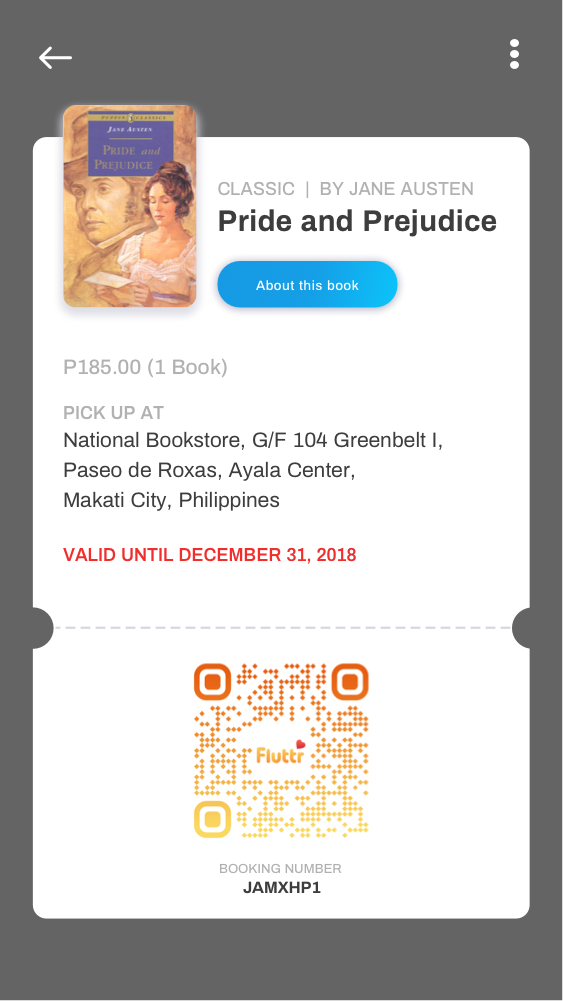 PUFFIN CLASSICS
JANE AUSTEN
PRIDE and
PREJUDICE
CLASSIC | BY JANE AUSTEN
Pride and Prejudice
About this book
P185.00 (1 Book)
PICK UP AT
National Bookstore, G/F 104 Greenbelt I,
Paseo de Roxas, Ayala Center,
Makati City, Philippines
VALID UNTIL DECEMBER 31, 2018
Fluttr
BOOKING NUMBER
JAMXHP1